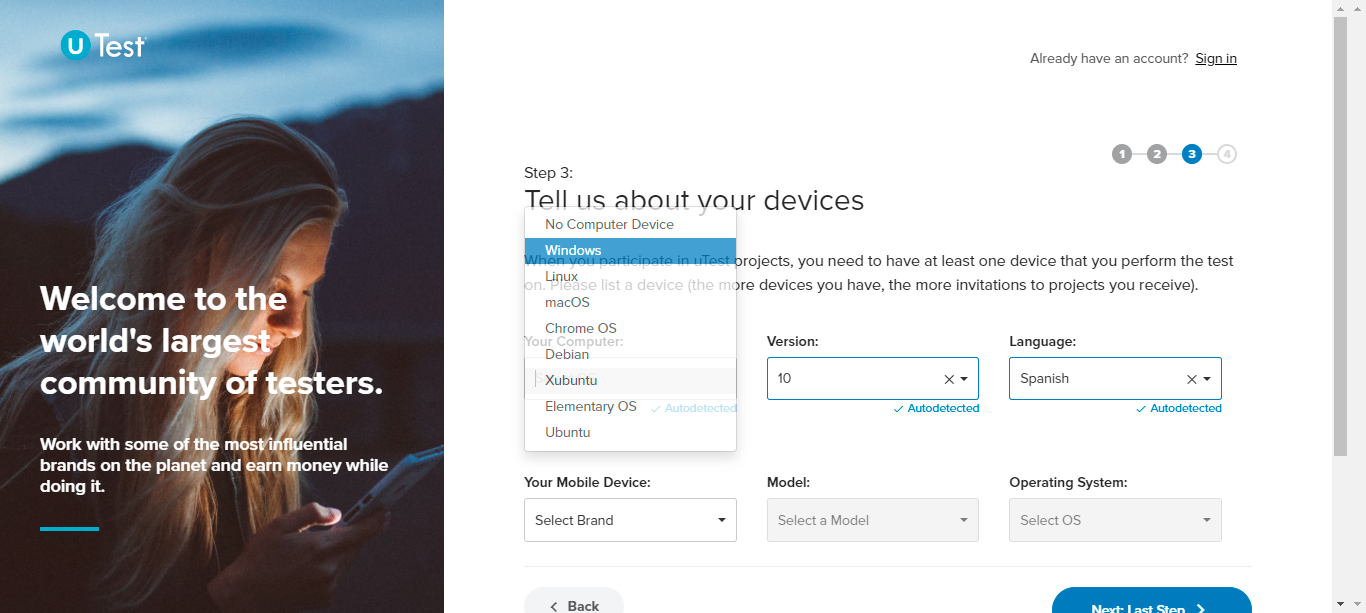 uTest
Already have an account? Sign in
1 2 3 4
Step 3:
Tell us about your devices
No Computer Device
Windows
When you participate in uTest projects, you need to have at least one device that you perform the test
Linux
on. Please list a device (the more devices you have, the more invitations to projects you receive).
macOS
Chrome OS
Your Computer:
Version:
Language:
Debian
Xubuntu
10
Spanish
Elementary OS
Autodetected
Autodetected
Autodetected
Ubuntu
Welcome to the
world's largest
community of testers.
Work with some of the most influential
brands on the planet and earn money while
doing it.
Your Mobile Device:
Model:
Operating System:
Select Brand
Select a Model
Select OS
Back
Next: Last Step